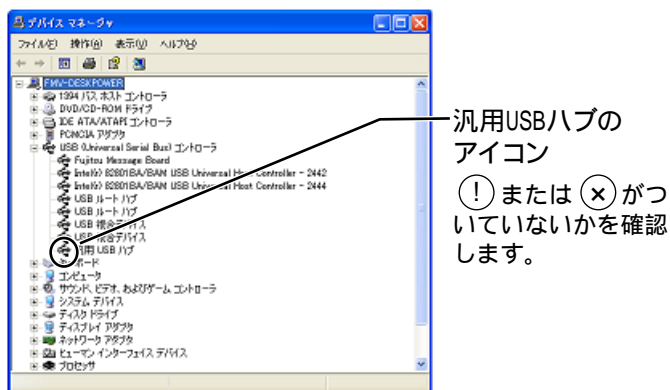 デバイス マネージャ
ファイル(F) 操作(A) 表示(V) ヘルプ(H)
FMV-DESKPOWER
1394 バス ホスト コントローラ
DVD/CD-ROM ドライブ
IDE ATA/ATAPI コントローラ
PCMCIA アダプタ
USB (Universal Serial Bus) コントローラ
Fujitsu Message Board
Intel(r) 82801BA/BAM USB Universal Host Controller - 2442
Intel(r) 82801BA/BAM USB Universal Host Controller - 2444
USB ルート ハブ
USB ルート ハブ
USB 複合デバイス
USB 複合デバイス
汎用 USB ハブ
キーボード
コンピュータ
サウンド、ビデオ、およびゲーム コントローラ
システム デバイス
ディスク ドライブ
ディスプレイ アダプタ
ネットワーク アダプタ
ヒューマン インターフェイス デバイス
プロセッサ
汎用USBハブの
アイコン
(!)または(×)がつ
いていないかを確認
します。